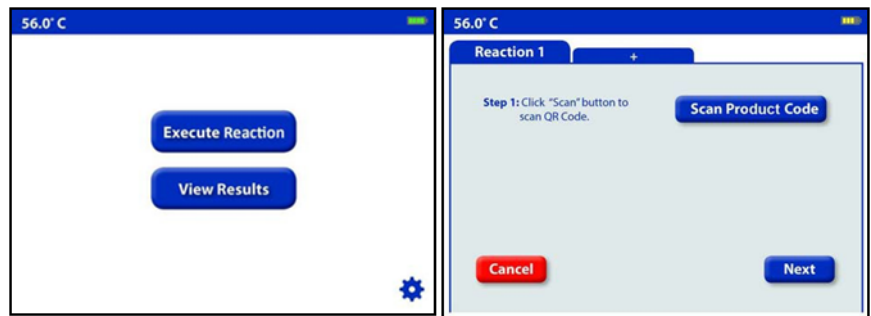 56.0° C
Execute Reaction
View Results
56.0° C
Reaction 1
+
Step 1: Click "Scan" button to
scan QR Code.
Scan Product Code
Cancel
Next